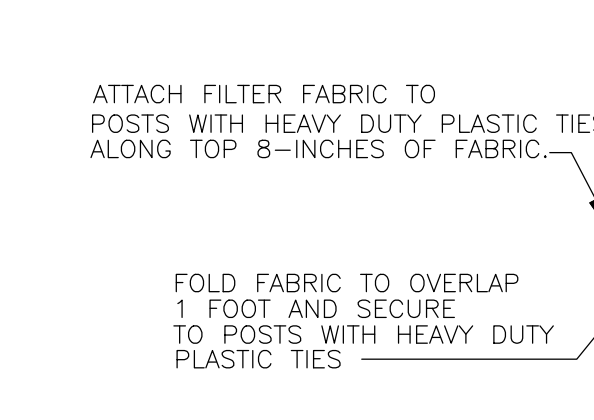 ATTACH FILTER FABRIC TO
POSTS WITH HEAVY DUTY PLASTIC TIES
ALONG TOP 8-INCHES OF FABRIC.
FOLD FABRIC TO OVERLAP
1 FOOT AND SECURE
TO POSTS WITH HEAVY DUTY
PLASTIC TIES